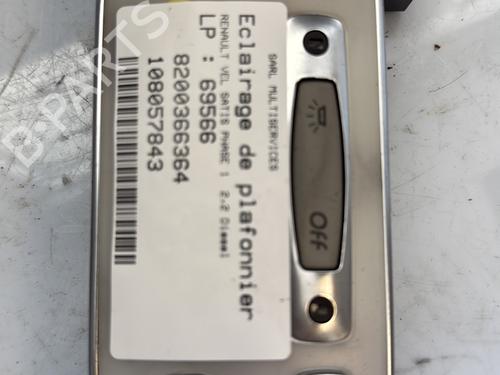 SARL MULTISERVICES
Eclairage de plafonnier
RENAULT VEL SATIS PHASE 1 2.2 Diesel
LP : 69566
8200366364
108057843
Off
B-PARTS